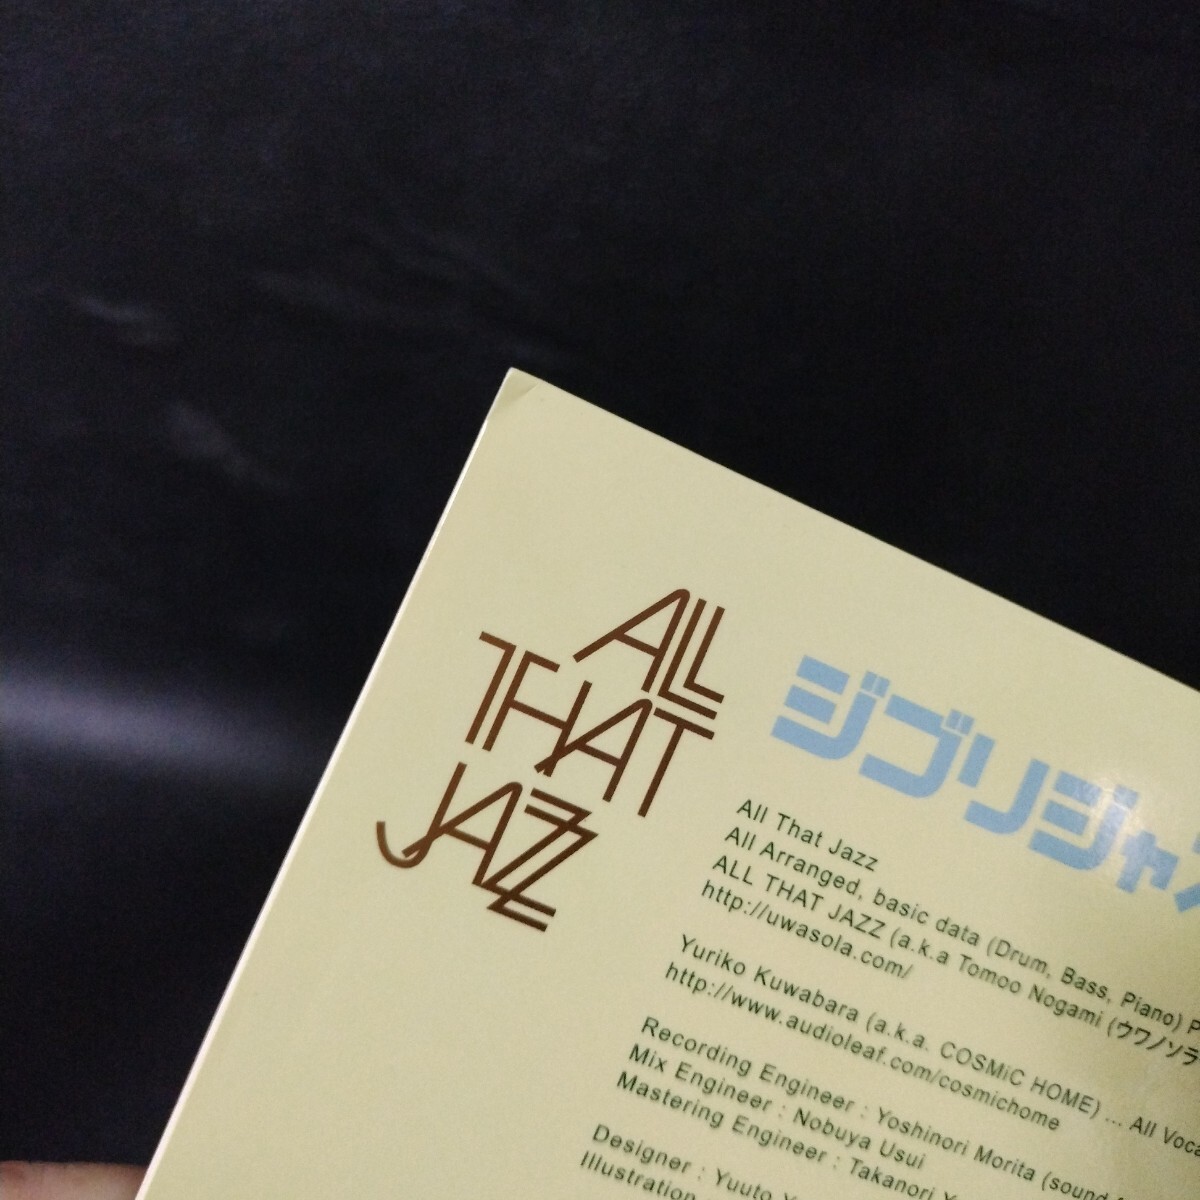 ALL
THAT
JAZZ
ジブリジャズ
All That Jazz
All Arranged, basic data (Drum, Bass, Piano)
ALL THAT JAZZ (a.k.a Tomoo Nogami (ウワノソラ
http://uwasola.com/
Yuriko Kuwabara (a.k.a. COSMiC HOME) ... All
http://www.audioleaf.com/cosmichome
Recording Engineer : Yoshinori Morita (sound
Mix Engineer : Nobuya Usui
Mastering Engineer : Takanori
Designer : Yuuto
Illustration